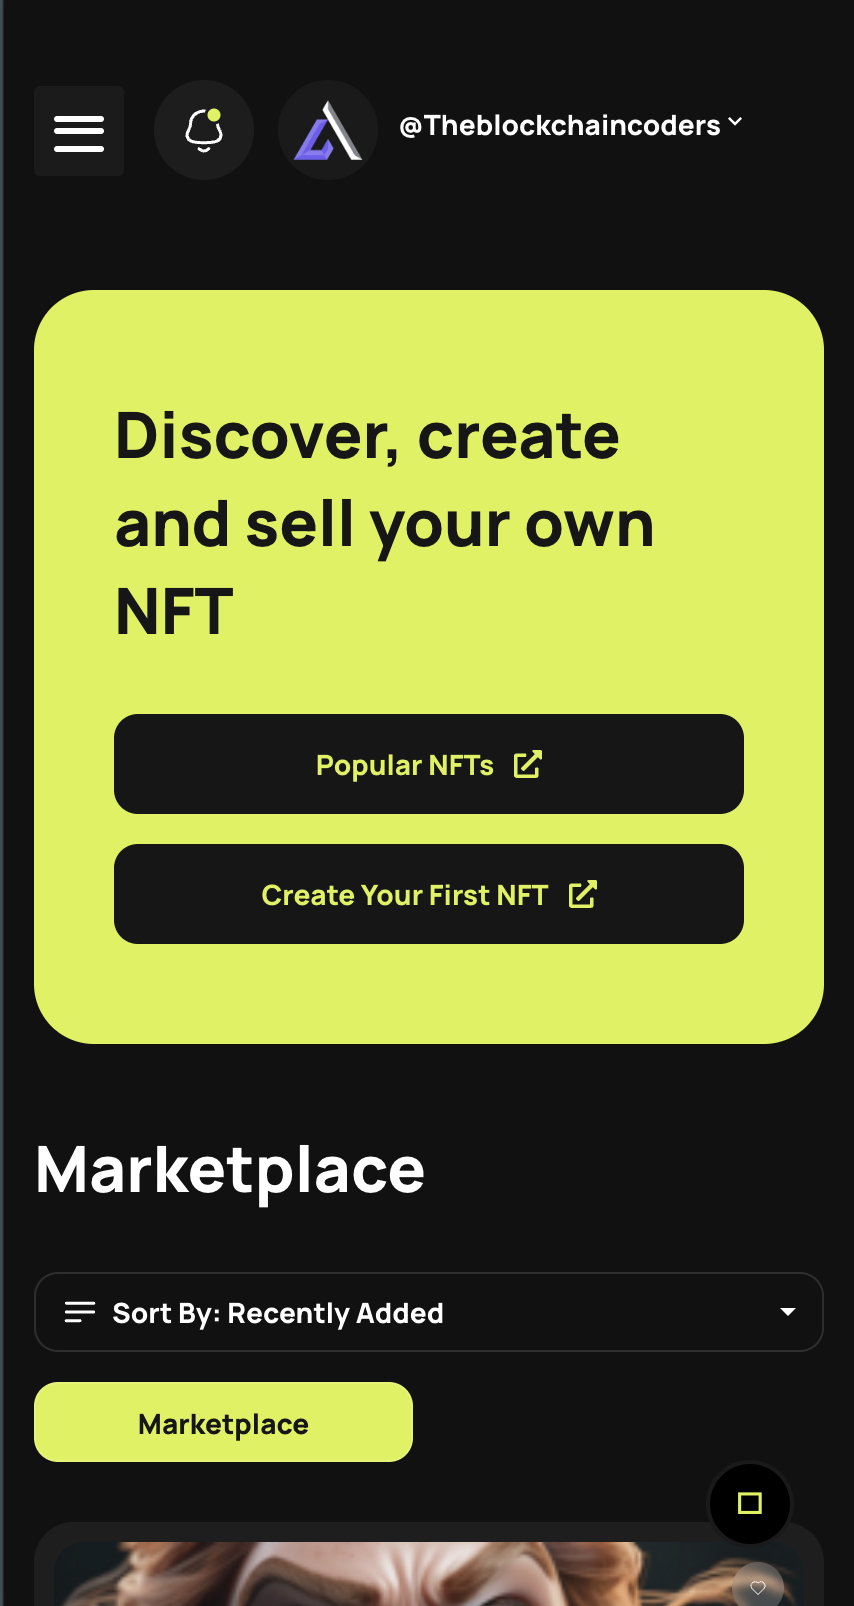 @Theblockchaincoders
Discover, create
and sell your own
NFT
Popular NFTs
Create Your First NFT
Marketplace
Sort By: Recently Added
Marketplace